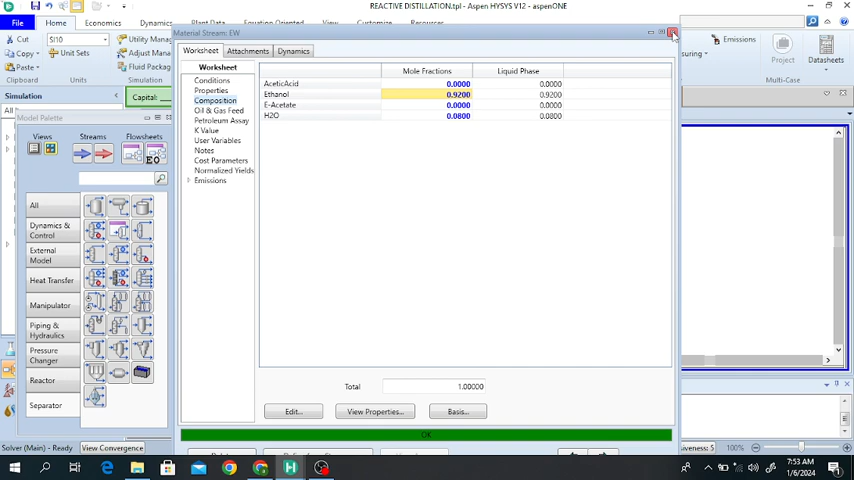 REACTIVE DISTILLATION.tpl - Aspen HYSYS V12 - aspenONE
File
Home
Economics
Dynamics
Plant Data
Equation Oriented
View
Customize
Resources
Cut
SI10
Utility Manag
Copy
Unit Sets
Adjust Mana
Paste
Fluid Packag
Clipboard
Units
Simulation
Material Stream: EW
Worksheet
Attachments
Dynamics
Worksheet
Conditions
Properties
Composition
Oil & Gas Feed
Petroleum Assay
K Value
User Variables
Notes
Cost Parameters
Normalized Yields
Emissions
Mole Fractions
Liquid Phase
AceticAcid
0.0000
0.0000
Ethanol
0.9200
0.9200
E-Acetate
0.0000
0.0000
H2O
0.0800
0.0800
Total
1.00000
Edit...
View Properties...
Basis...
OK
Emissions
Project
Datasheets
Multi-Case
Simulation
Capital:
Model Palette
Views
Streams
Flowsheets
EO
All
Dynamics &
Control
External
Model
Heat Transfer
Manipulator
Piping &
Hydraulics
Pressure
Changer
Reactor
Separator
Solver (Main) - Ready
View Convergence
siveness: 5
100%
7:53 AM
1/6/2024